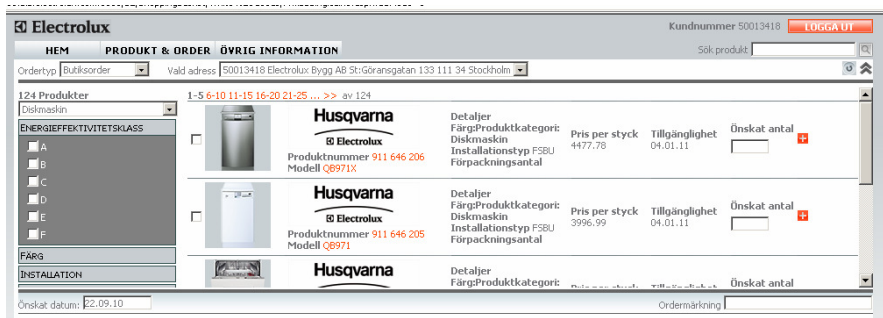 Electrolux
Kundnummer 50013418 LOGGA UT
HEM PRODUKT & ORDER ÖVRIG INFORMATION
Sök produkt
Ordertyp Butiksorder Vald adress 50013418 Electrolux Bygg AB St:Göransgatan 133 111 34 Stockholm
124 Produkter
Diskmaskin
ENERGIEFFEKTIVITETSKLASS
A
B
C
D
E
F
FÄRG
INSTALLATION
1-5 6-10 11-15 16-20 21-25 ... >> av 124
Husqvarna
Electrolux
Produktnummer 911 646 206
Modell QB971X
Detaljer
Färg:Produktkategori:
Diskmaskin
Installationstyp FSBU
Förpackningsantal
Pris per styck
4477.78
Tillgänglighet
04.01.11
Önskat antal
Husqvarna
Electrolux
Produktnummer 911 646 205
Modell QB971
Detaljer
Färg:Produktkategori:
Diskmaskin
Installationstyp FSBU
Förpackningsantal
Pris per styck
3996.99
Tillgänglighet
04.01.11
Önskat antal
Husqvarna
Detaljer
Färg:Produktkategori:
Önskat antal
Önskat datum: 22.09.10
Ordermärkning